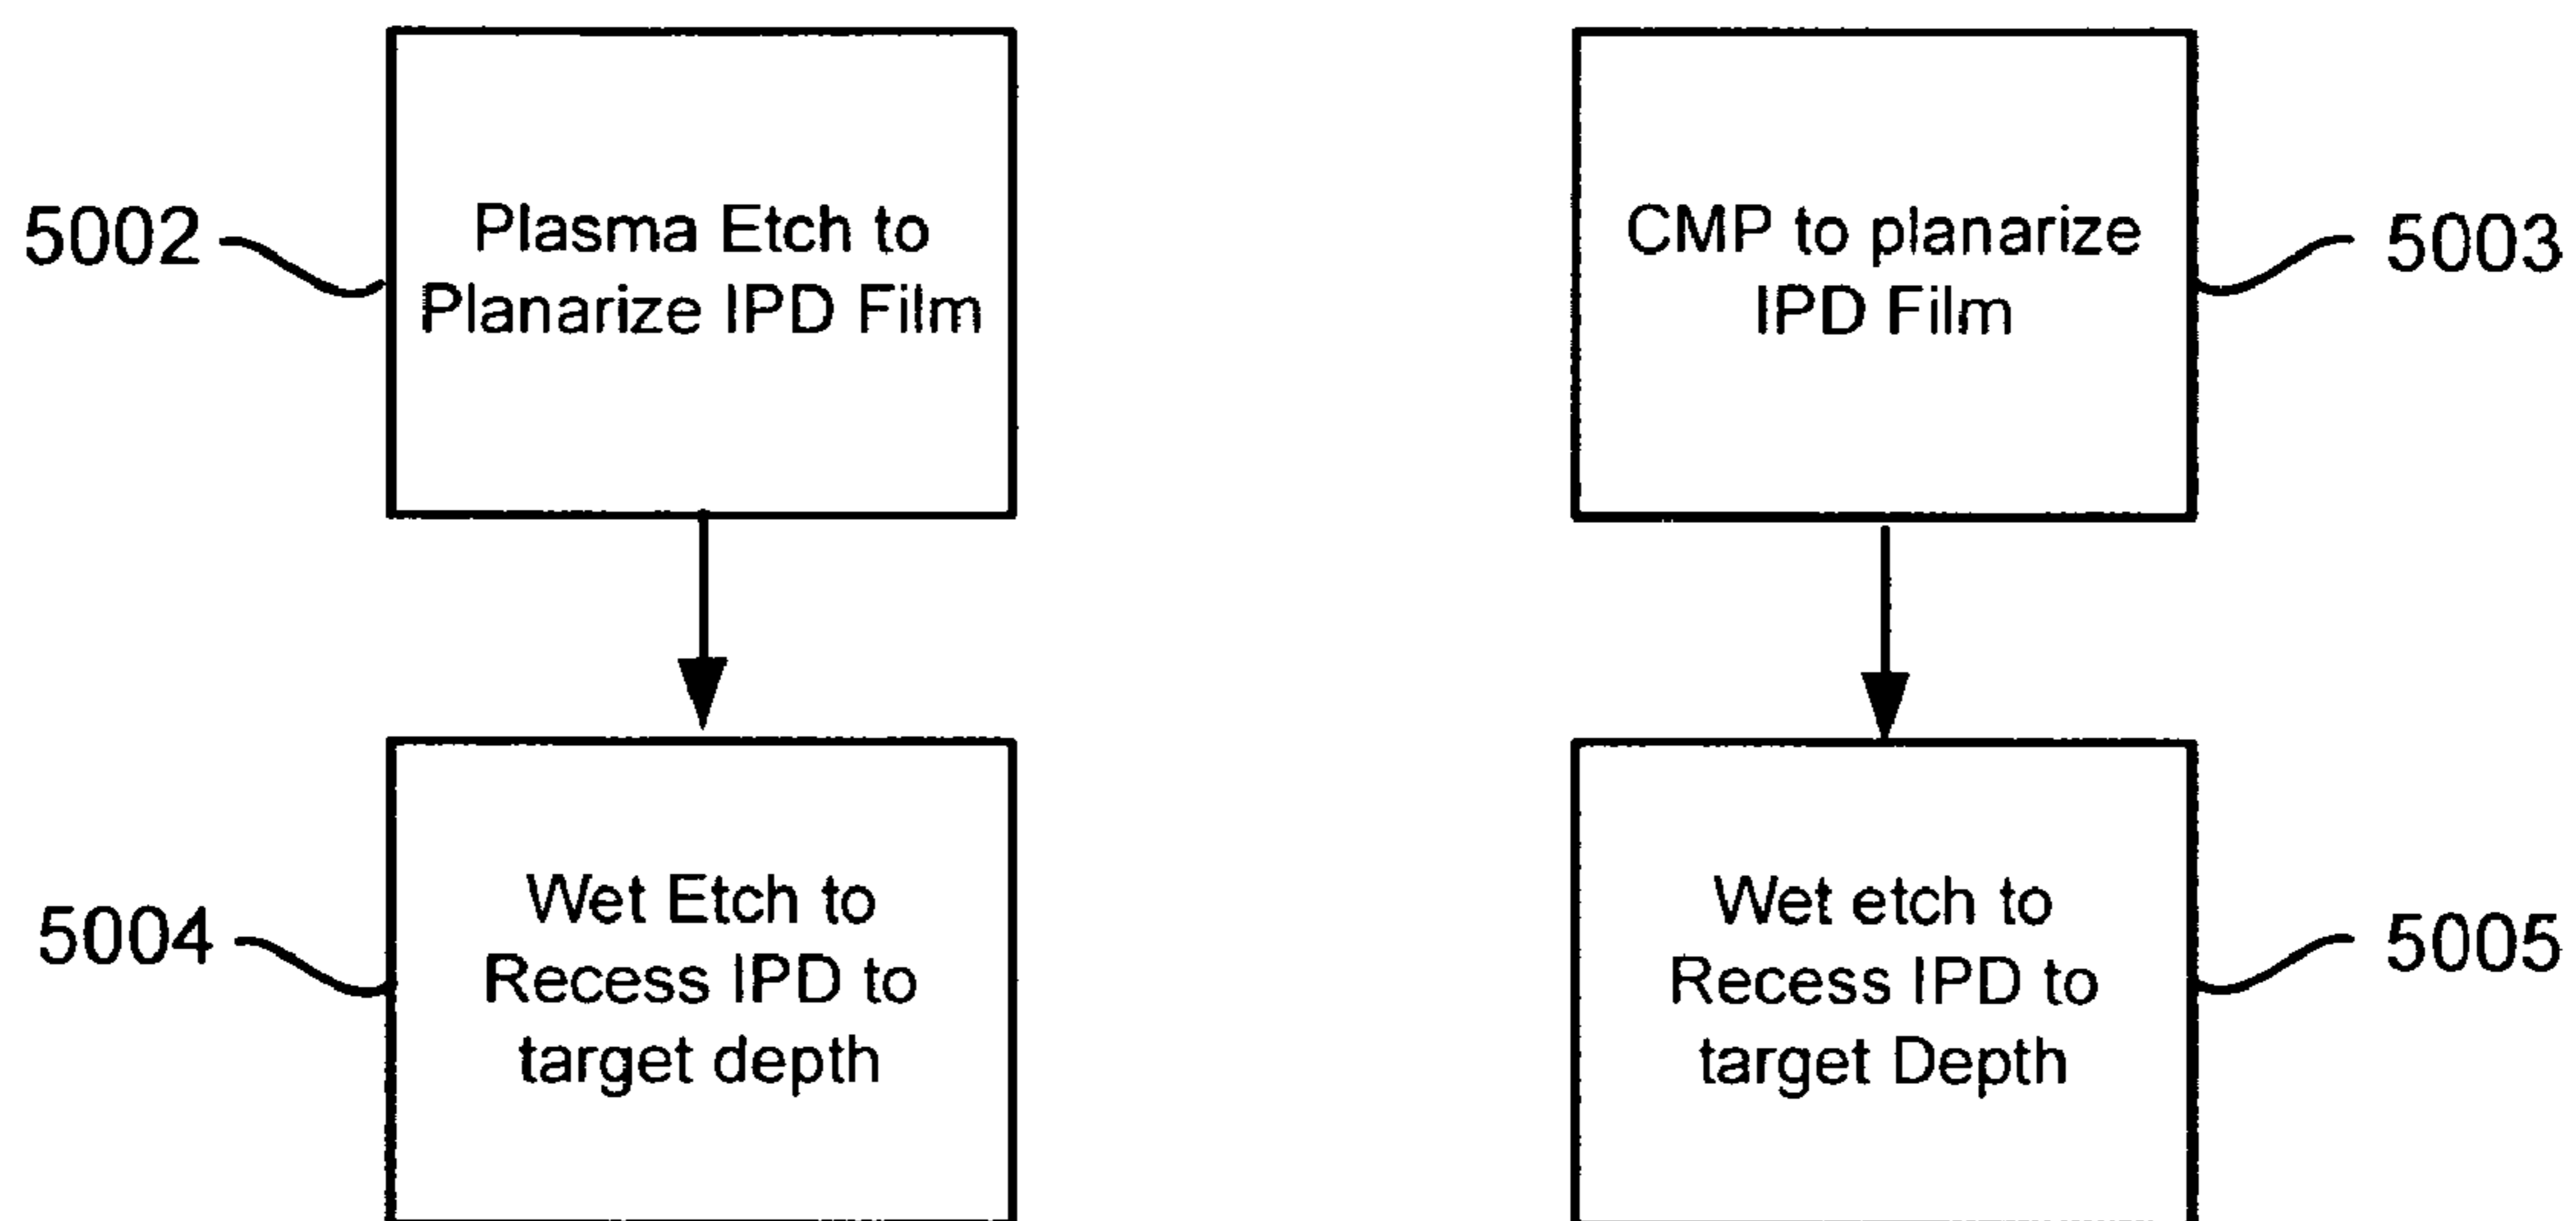 5002
Plasma Etch to
Planarize IPD Film
CMP to planarize
IPD Film
5003
5004
Wet Etch to
Recess IPD to
target depth
Wet etch to
Recess IPD to
target Depth
5005